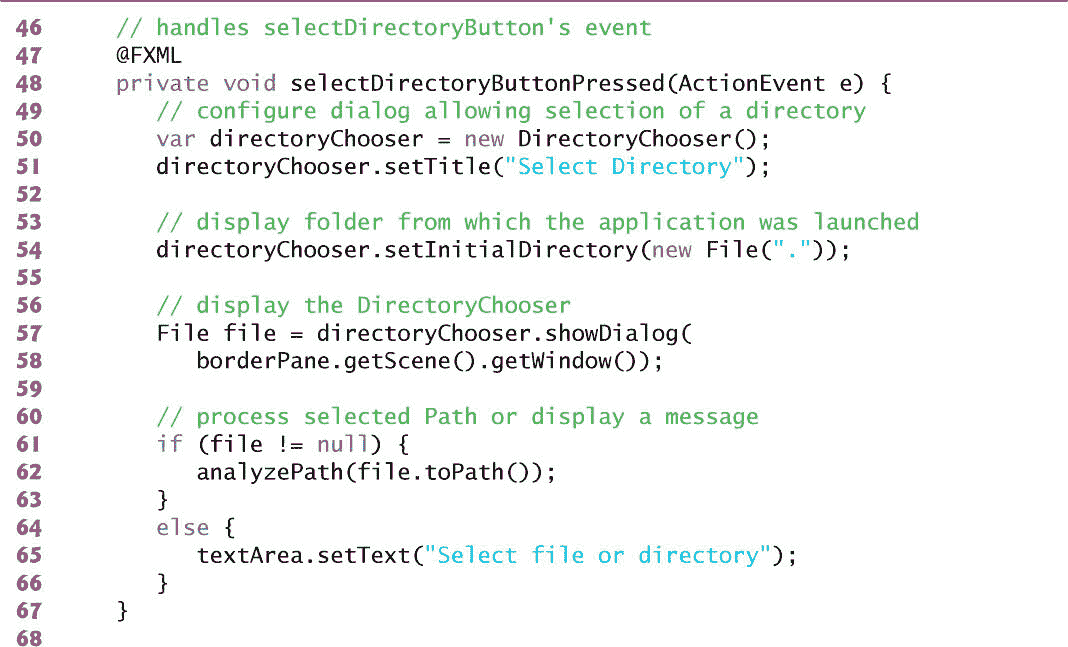 46 // handles selectDirectoryButton's event
47 @FXML
48 private void selectDirectoryButtonPressed(ActionEvent e) {
49 // configure dialog allowing selection of a directory
50 var directoryChooser = new DirectoryChooser();
51 directoryChooser.setTitle("Select Directory");
52
53 // display folder from which the application was launched
54 directoryChooser.setInitialDirectory(new File("."));
55
56 // display the DirectoryChooser
57 File file = directoryChooser.showDialog(
58 borderPane.getScene().getWindow());
59
60 // process selected Path or display a message
61 if (file != null) {
62 analyzePath(file.toPath());
63 }
64 else {
65 textArea.setText("Select file or directory");
66 }
67 }
68